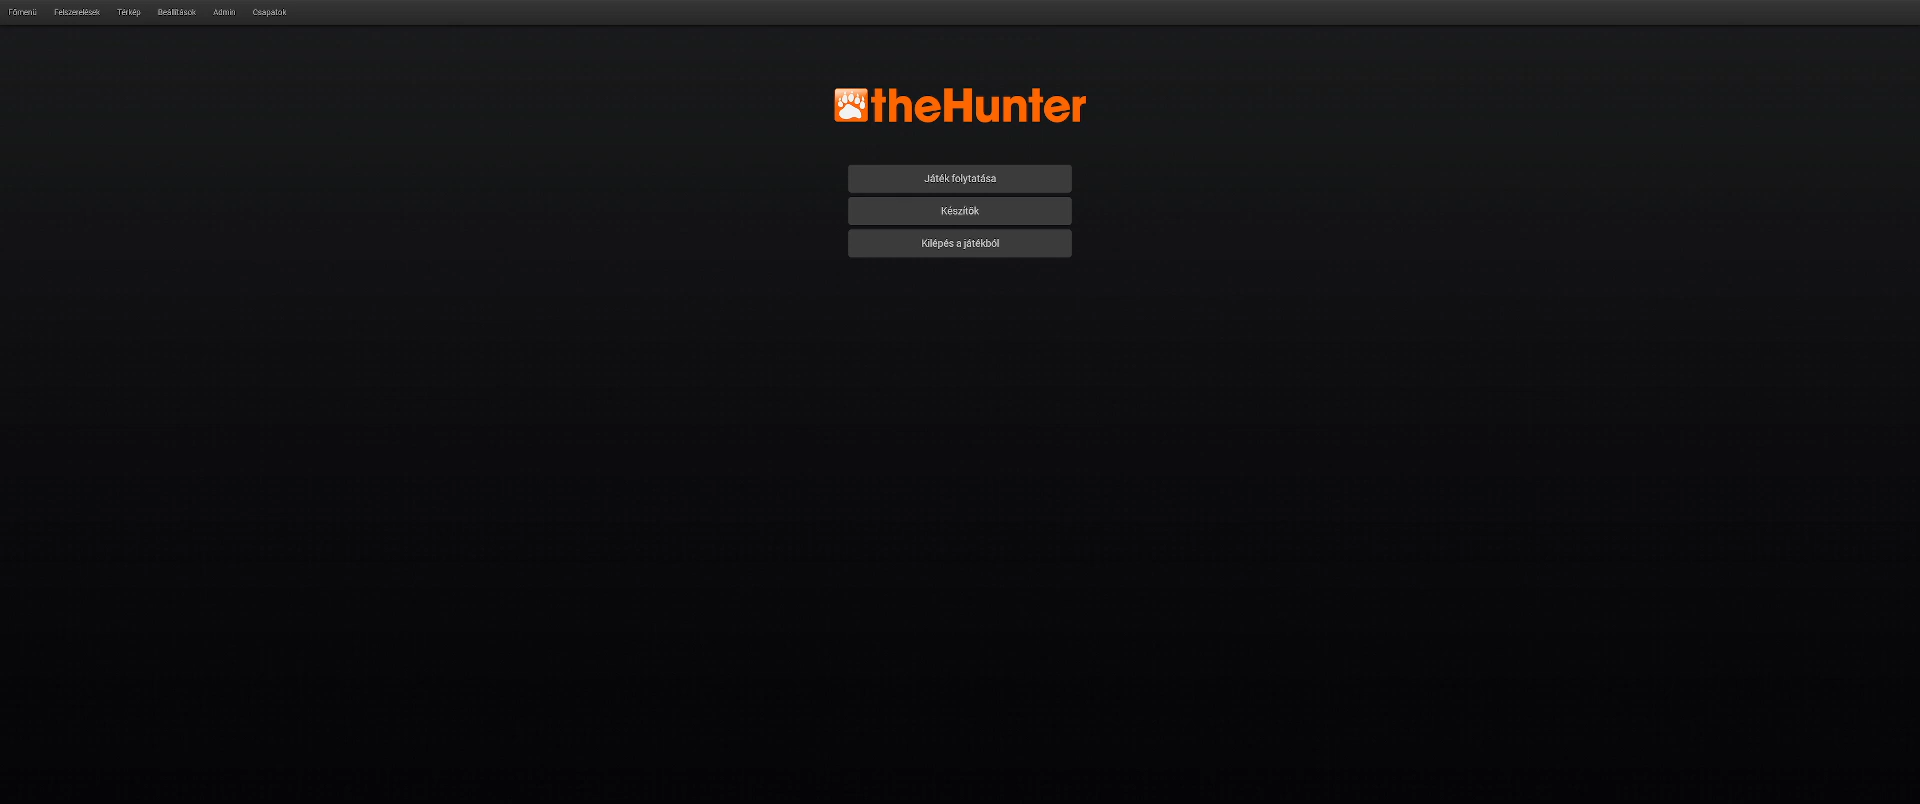 Főmenü Felszerelések Térkép Beállítások Admin Csapatok
theHunter
Játék folytatása
Készítők
Kilépés a játékból